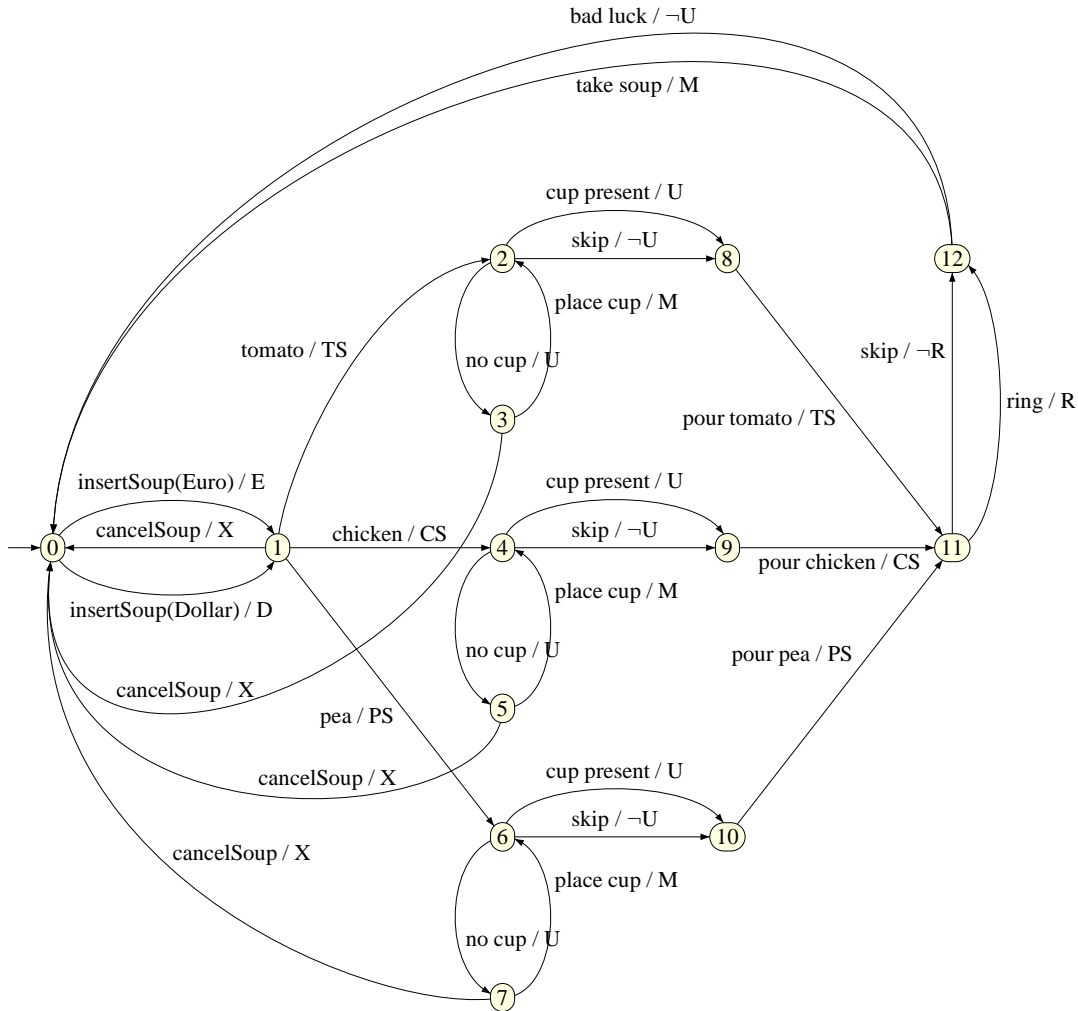 bad luck / ¬U
take soup / M
cup present / U
skip / ¬U
2
8
12
place cup / M
tomato / TS
no cup / U
skip / ¬R
ring / R
3
pour tomato / TS
insertSoup(Euro) / E
cup present / U
cancelSoup / X
chicken / CS
skip / ¬U
0
1
4
9
11
pour chicken / CS
insertSoup(Dollar) / D
place cup / M
no cup / U
pour pea / PS
cancelSoup / X
5
pea / PS
cancelSoup / X
cup present / U
skip / ¬U
6
10
cancelSoup / X
place cup / M
no cup / U
7